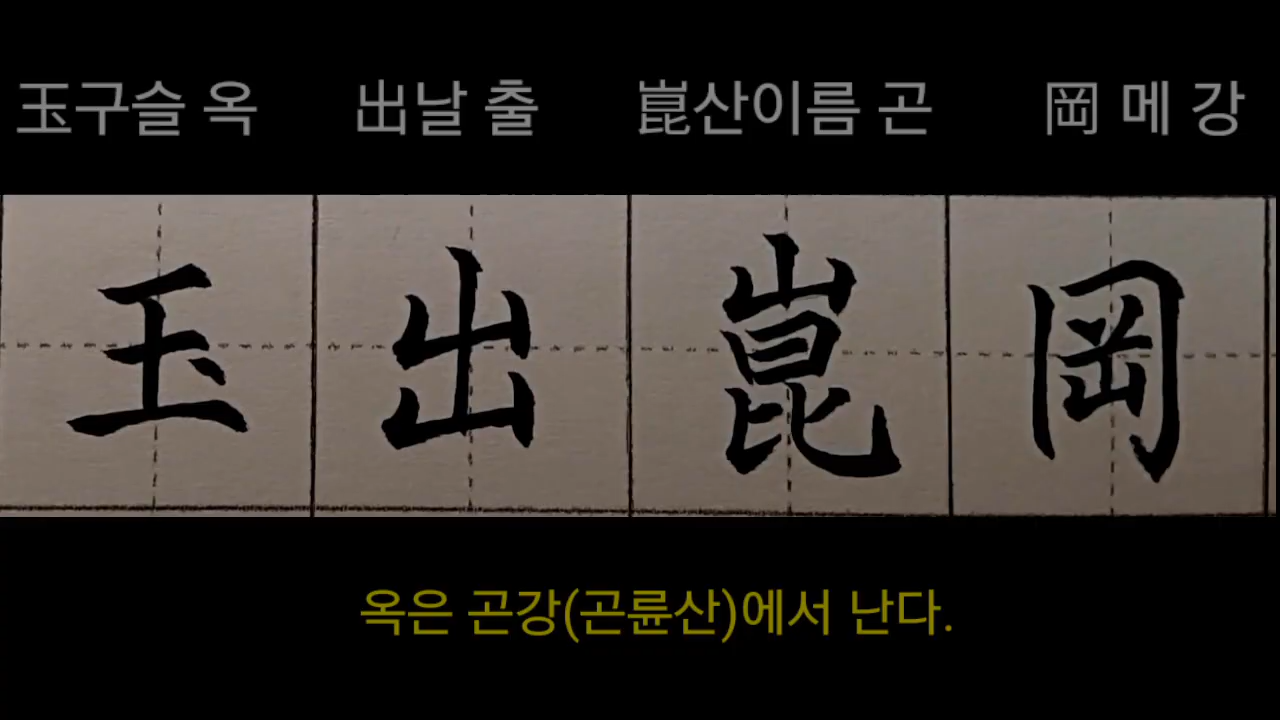 玉구슬 옥 出날 출 崑산이름 곤 岡 메 강
玉 出 崑 岡
옥은 곤강(곤륜산)에서 난다.